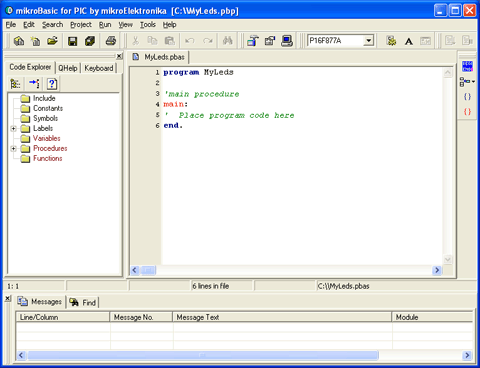 mikroBasic for PIC by mikroElektronika [C:\\MyLeds.pbp]
File Edit Search Project Run View Tools Help
P16F877A
Code Explorer QHelp Keyboard
Include
Constants
Symbols
Labels
Variables
Procedures
Functions
MyLeds.pbas
1 program MyLeds
2
3 'main procedure
4 main:
5 '  Place program code here
6 end.
1: 1 6 lines in file C:\\MyLeds.pbas
Messages Find
Line/Column Message No. Message Text Module